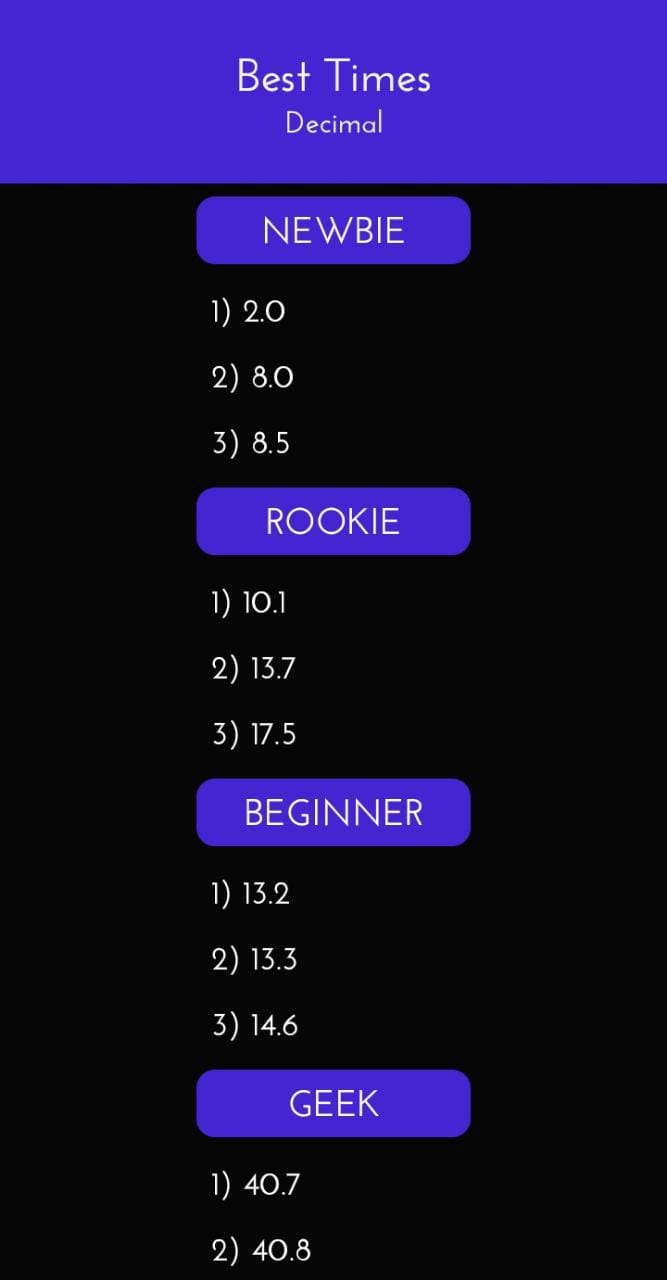 Best Times
Decimal
NEWBIE
1) 2.0
2) 8.0
3) 8.5
ROOKIE
1) 10.1
2) 13.7
3) 17.5
BEGINNER
1) 13.2
2) 13.3
3) 14.6
GEEK
1) 40.7
2) 40.8